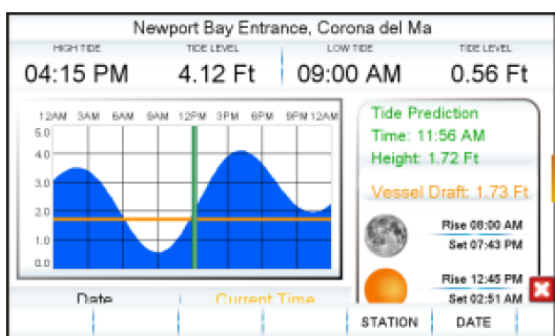 Newport Bay Entrance, Corona del Ma
HIGH TIDE TIDE LEVEL LOW TIDE TIDE LEVEL
04:15 PM 4.12 Ft 09:00 AM 0.56 Ft
12AM 3AM 6AM 9AM 12PM 3PM 6PM 9PM 12AM
5.0
4.0
3.0
2.0
1.0
0.0
Tide Prediction
Time: 11:56 AM
Height: 1.72 Ft
Vessel Draft: 1.73 Ft
Rise 08:00 AM
Set 07:43 PM
Rise 12:45 PM
Set 02:51 AM
Date Current Time
STATION DATE